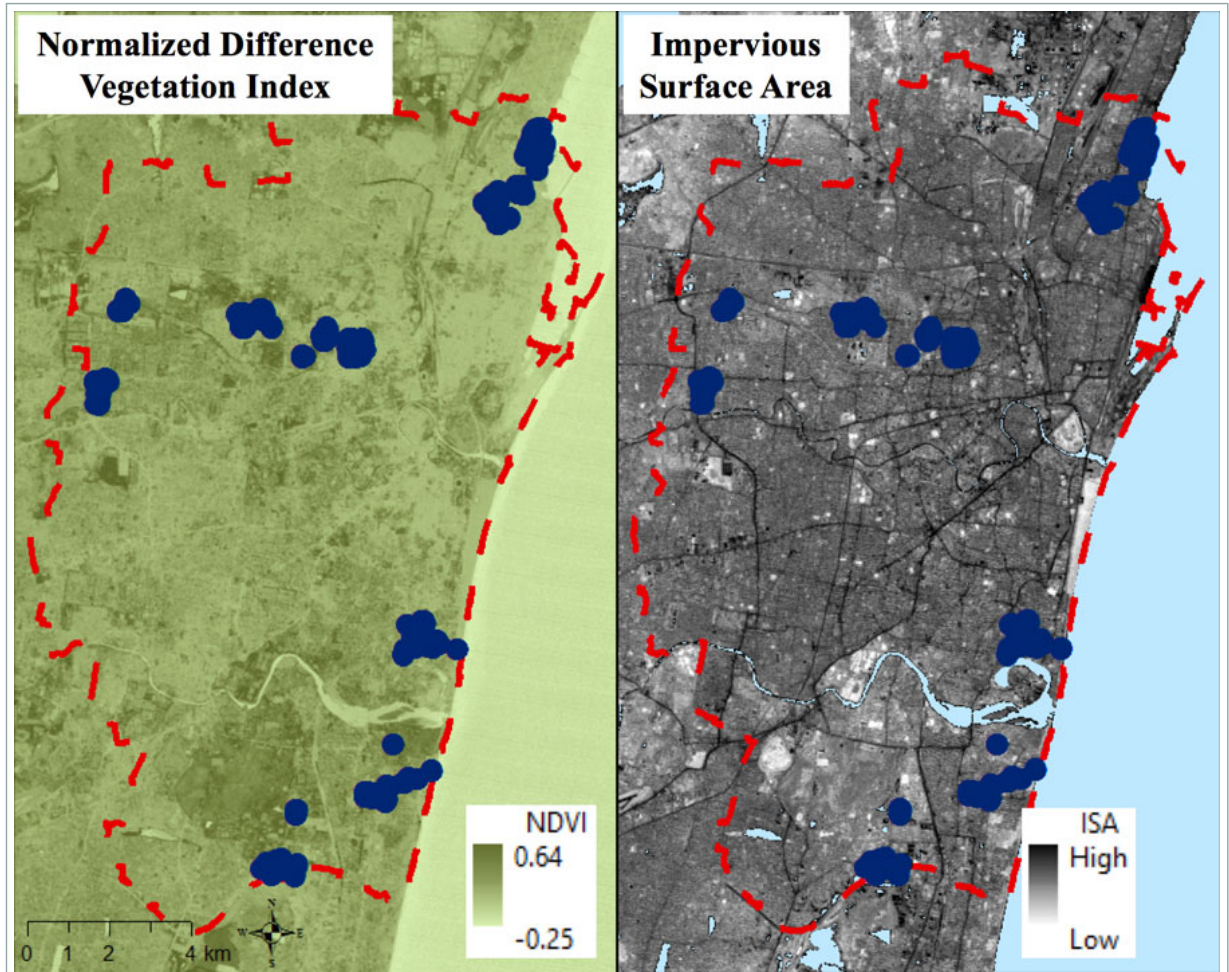 Normalized Difference
Vegetation Index
Impervious
Surface Area
NDVI
0.64
-0.25
ISA
High
Low
N
W E
S
0 1 2 4 km